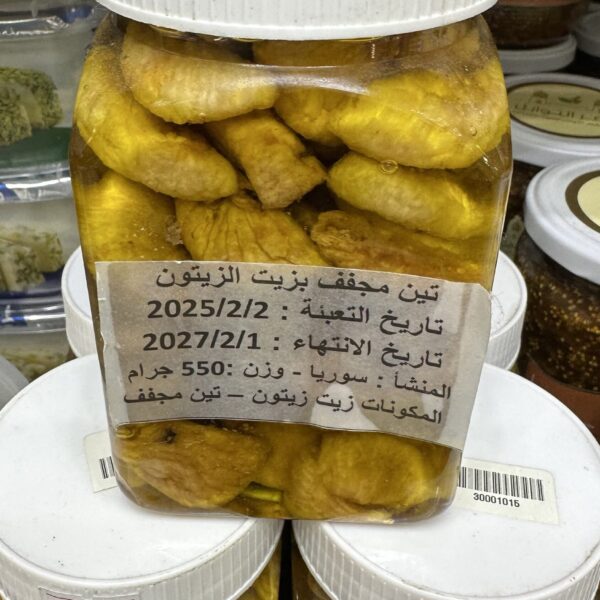 تين مجفف بزيت الزيتون
تاريخ التعبئة : 2025/2/2
تاريخ الانتهاء : 2027/2/1
المنشأ : سوريا - وزن :550 جرام
المكونات زيت زيتون – تين مجفف
30001015